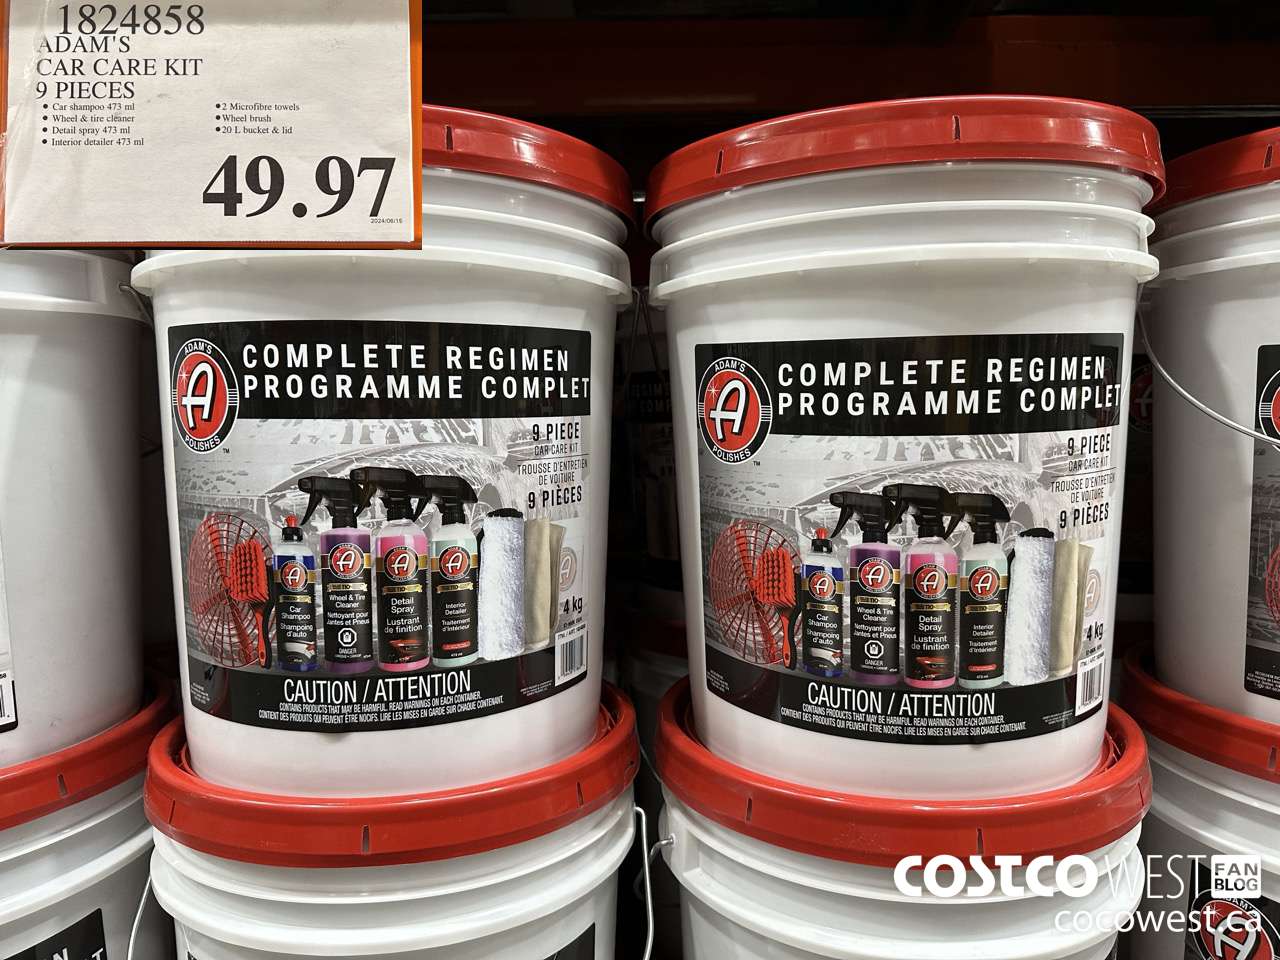 1824858
ADAM'S
CAR CARE KIT
9 PIECES
• Car shampoo 473 ml
• Wheel & tire cleaner
• Detail spray 473 ml
• Interior detailer 473 ml
• 2 Microfibre towels
• Wheel brush
• 20 L bucket & lid
49.97
2024/06/15
ADAM'S
A
POLISHES
TM
COMPLETE REGIMEN
PROGRAMME COMPLET
9 PIECE
CAR CARE KIT
TROUSSE D'ENTRETIEN
DE VOITURE
9 PIÈCES
Car
Shampoo
Shampoing
d'auto
Wheel & Tire
Cleaner
Nettoyant pour
Jantes et Pneus
DANGER
Detail
Spray
Lustrant
de finition
Interior
Detailer
Traitement
d'Intérieur
4 kg
CAUTION / ATTENTION
CONTAINS PRODUCTS THAT MAY BE HARMFUL. READ WARNINGS ON EACH CONTAINER.
CONTIENT DES PRODUITS QUI PEUVENT ÊTRE NOCIFS. LIRE LES MISES EN GARDE SUR CHAQUE CONTENANT.
ADAM'S
A
POLISHES
TM
COMPLETE REGIMEN
PROGRAMME COMPLET
9 PIECE
CAR CARE KIT
TROUSSE D'ENTRETIEN
DE VOITURE
9 PIÈCES
Car
Shampoo
Shampoing
d'auto
Wheel & Tire
Cleaner
Nettoyant pour
Jantes et Pneus
DANGER
Detail
Spray
Lustrant
de finition
Interior
Detailer
Traitement
d'Intérieur
4 kg
CAUTION / ATTENTION
CONTAINS PRODUCTS THAT MAY BE HARMFUL. READ WARNINGS ON EACH CONTAINER.
CONTIENT DES PRODUITS QUI PEUVENT ÊTRE NOCIFS. LIRE LES MISES EN GARDE SUR CHAQUE CONTENANT.
COSTCO WEST FAN BLOG
cocowest.ca